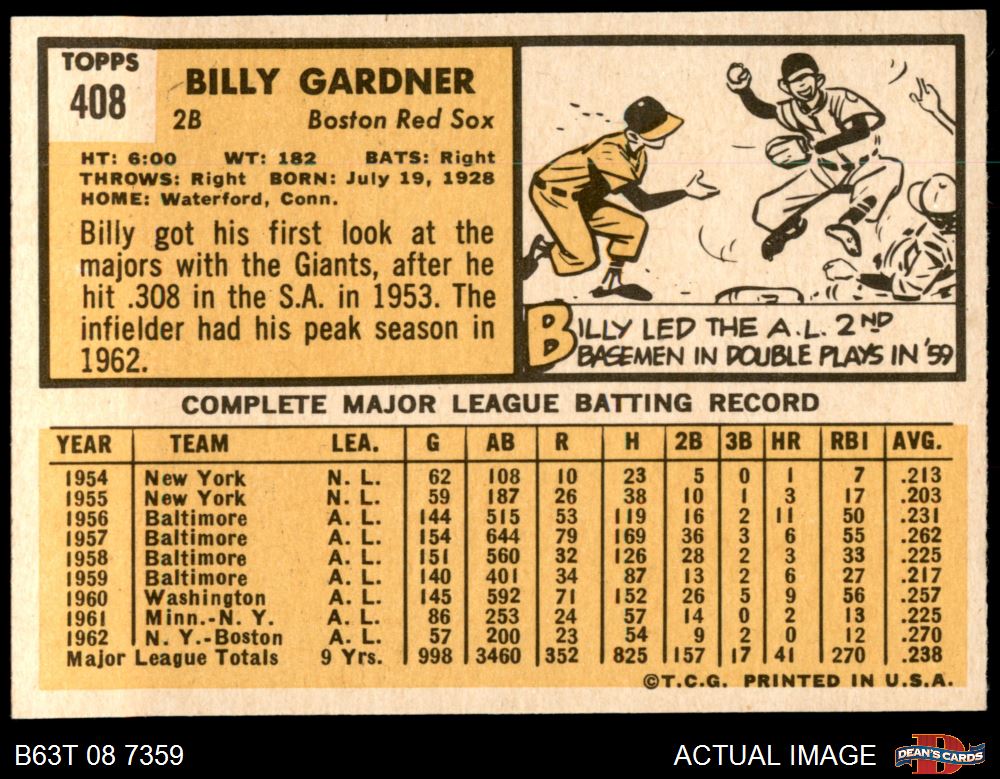 TOPPS
408
BILLY GARDNER
2B Boston Red Sox
HT: 6:00 WT: 182 BATS: Right
THROWS: Right BORN: July 19, 1928
HOME: Waterford, Conn.
Billy got his first look at the
majors with the Giants, after he
hit .308 in the S.A. in 1953. The
infielder had his peak season in
1962.
BILLY LED THE A.L. 2ND
BASEMEN IN DOUBLE PLAYS IN '59
COMPLETE MAJOR LEAGUE BATTING RECORD
YEAR TEAM LEA. G AB R H 2B 3B HR RBI AVG.
1954 New York N. L. 62 108 10 23 5 0 1 7 .213
1955 New York N. L. 59 187 26 38 10 1 3 17 .203
1956 Baltimore A. L. 144 515 53 119 16 2 11 50 .231
1957 Baltimore A. L. 154 644 79 169 36 3 6 55 .262
1958 Baltimore A. L. 151 560 32 126 28 2 3 33 .225
1959 Baltimore A. L. 140 401 34 87 13 2 6 27 .217
1960 Washington A. L. 145 592 71 152 26 5 9 56 .257
1961 Minn.-N. Y. A. L. 86 253 24 57 14 0 2 13 .225
1962 N. Y.-Boston A. L. 57 200 23 54 9 2 0 12 .270
Major League Totals 9 Yrs. 998 3460 352 825 157 17 41 270 .238
©T.C.G. PRINTED IN U.S.A.
B63T 08 7359 ACTUAL IMAGE DEAN'S CARDS